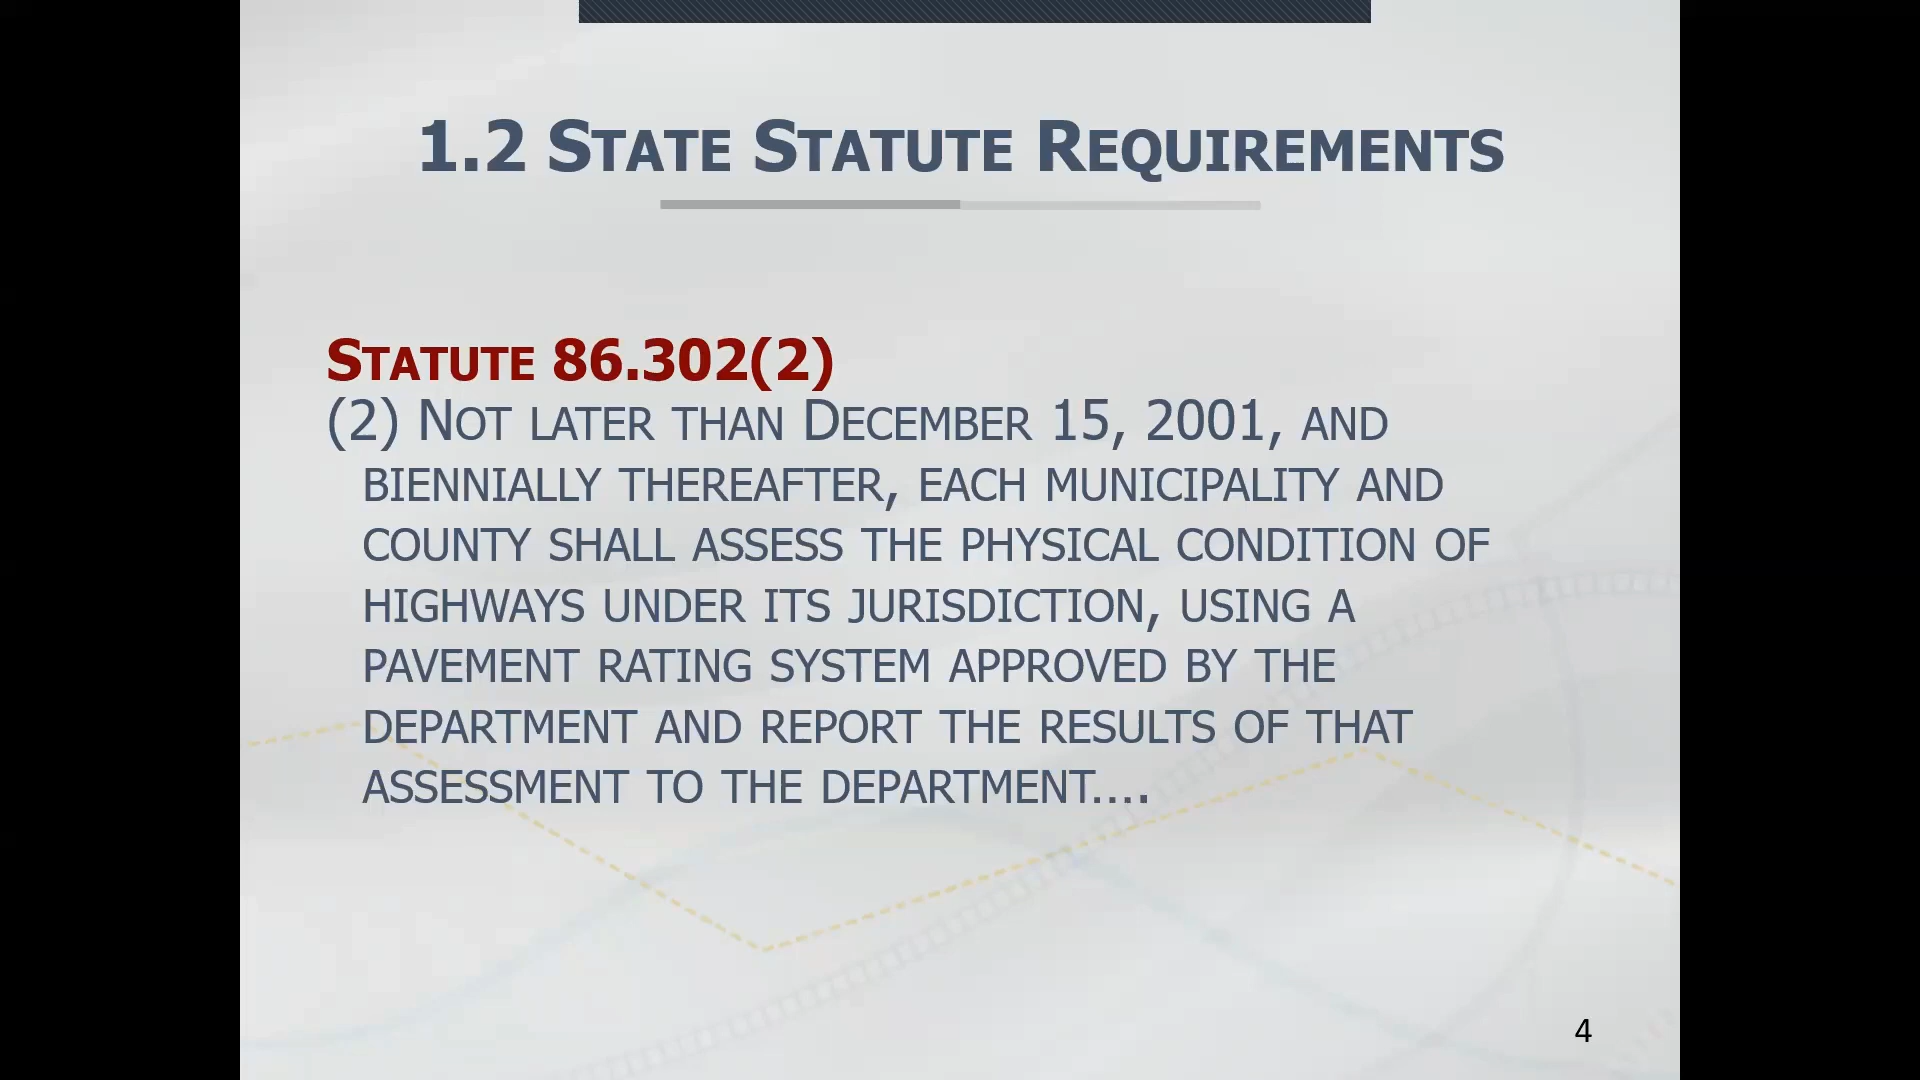 1.2 State Statute Requirements
Statute 86.302(2)
(2) Not later than December 15, 2001, and
biennially thereafter, each municipality and
county shall assess the physical condition of
highways under its jurisdiction, using a
pavement rating system approved by the
department and report the results of that
assessment to the department….
4